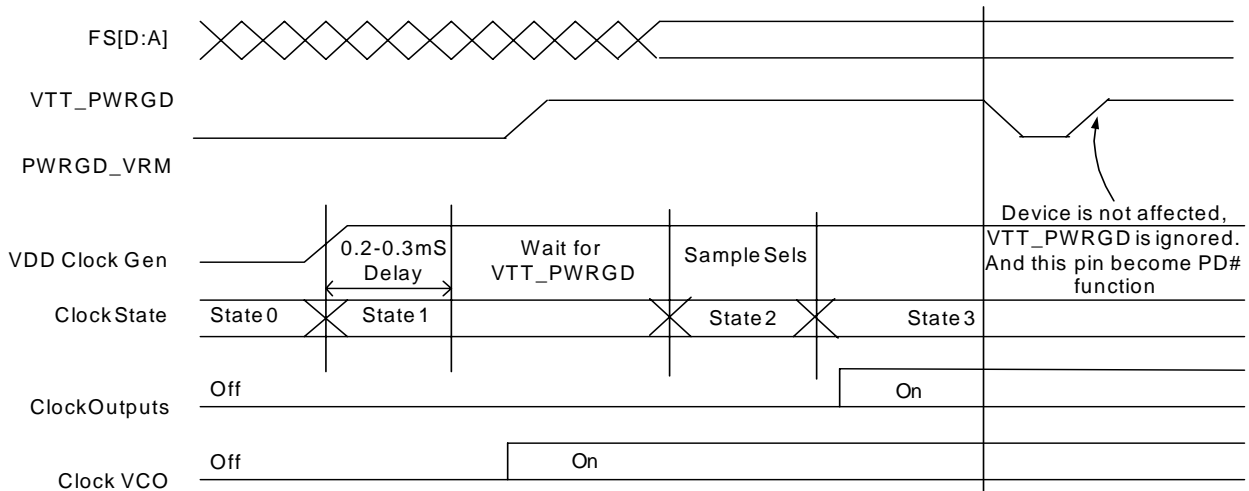 FS[D:A]
VTT_PWRGD
PWRGD_VRM
Device is not affected,
VTT_PWRGD is ignored.
And this pin become PD#
function
VDD Clock Gen
0.2-0.3mS
Delay
Wait for
VTT_PWRGD
Sample Sels
Clock State
State 0
State 1
State 2
State 3
Clock Outputs
Off
On
Clock VCO
Off
On